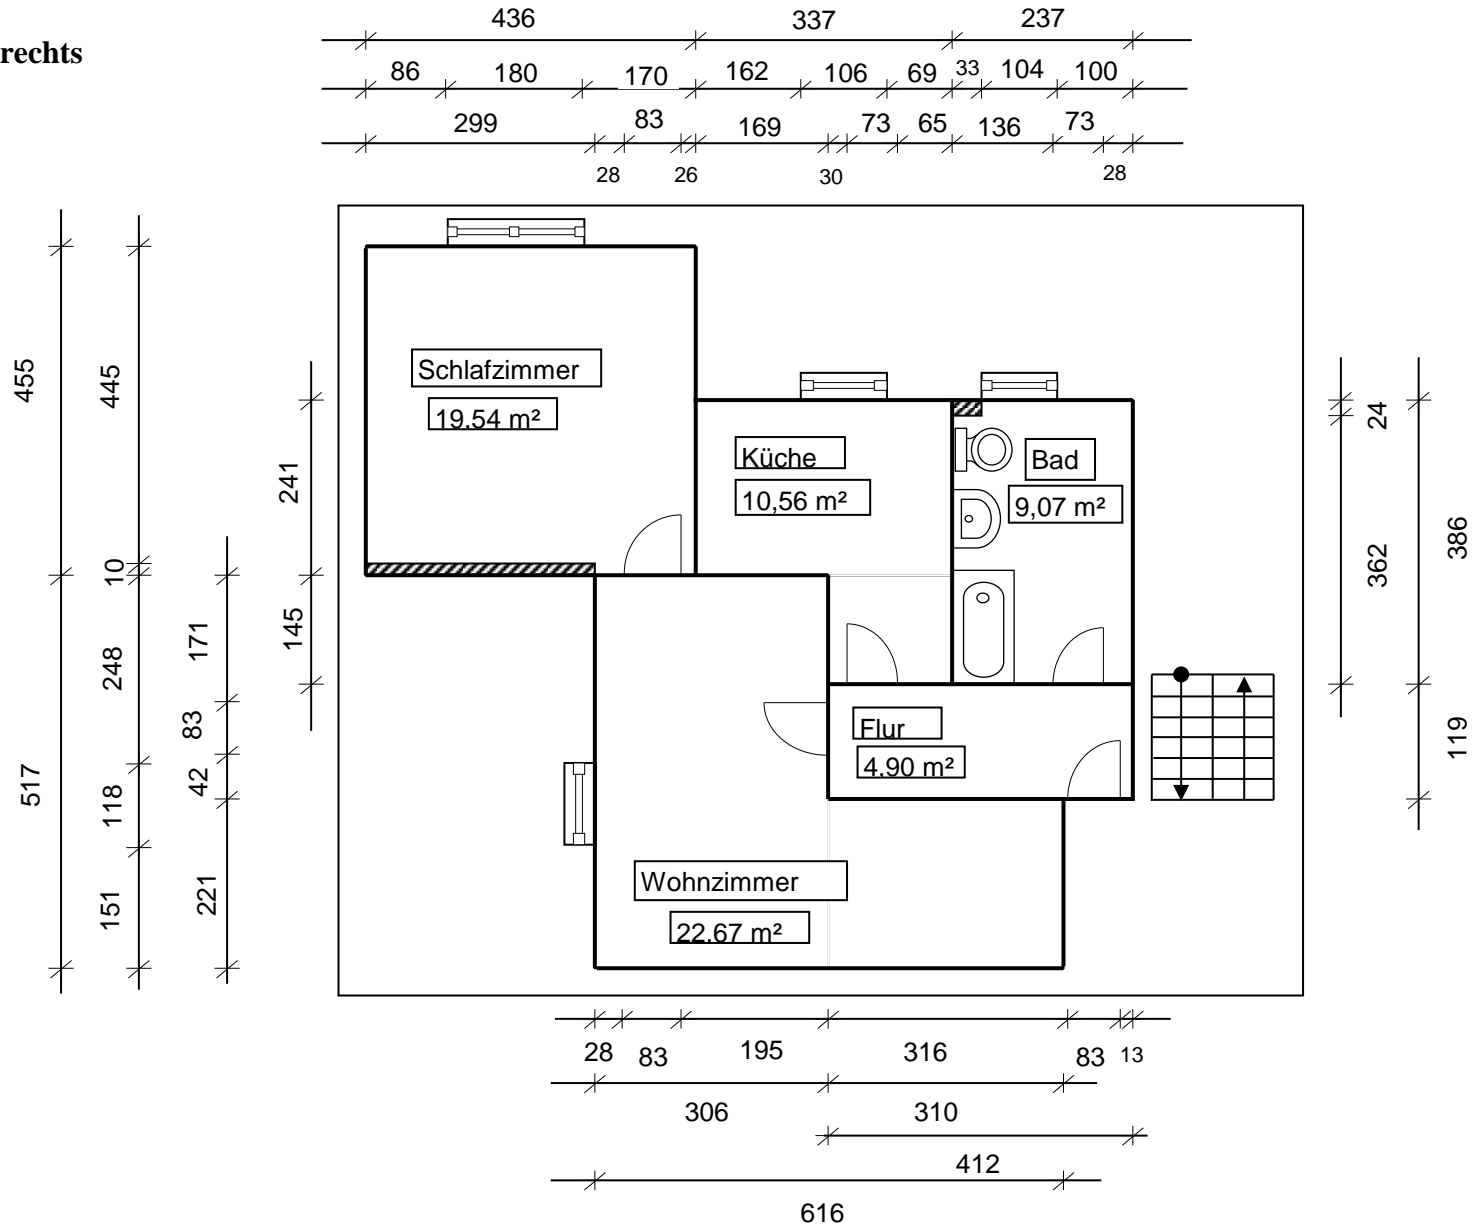 436 337 237
rechts
86 180 170 162 106 69 33 104 100
299 83 169 73 65 136 73
28 26 30 28
455
445
10
241
Schlafzimmer
19,54 m²
Küche
10,56 m²
Bad
9,07 m²
24
362
386
119
145
171
248
83
42
517
118
151
221
Flur
4,90 m²
Wohnzimmer
22,67 m²
28 83 195 316 83 13
306 310
412
616